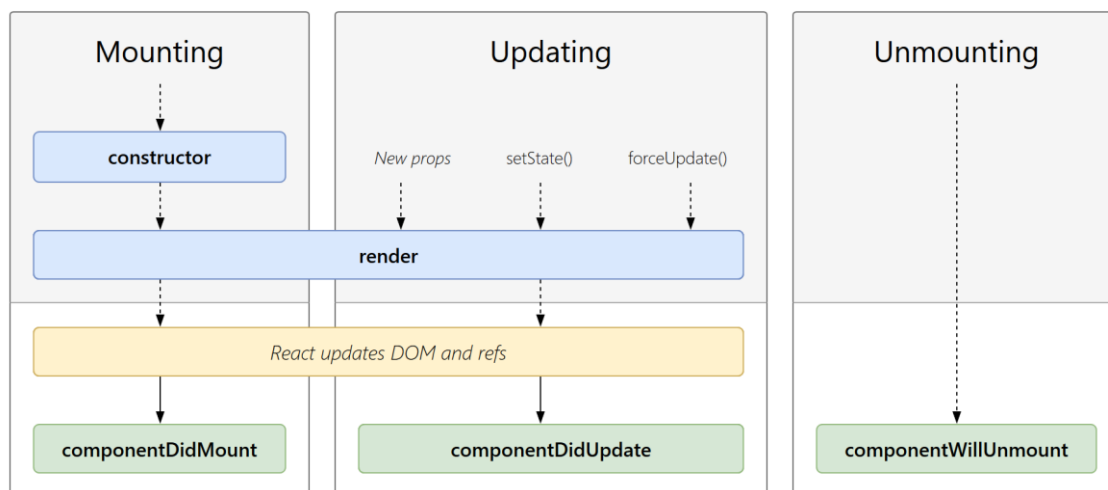 Mounting
Updating
Unmounting
constructor
New props
setState()
forceUpdate()
render
React updates DOM and refs
componentDidMount
componentDidUpdate
componentWillUnmount